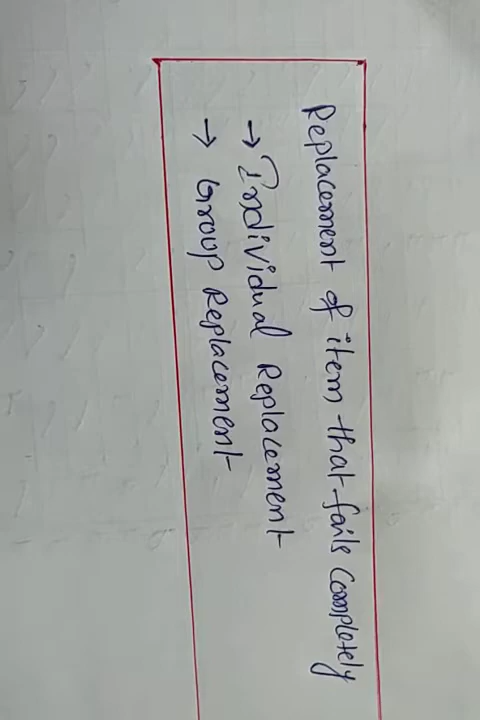 Replacement of item that fails completely
→ Individual Replacement
→ Group Replacement